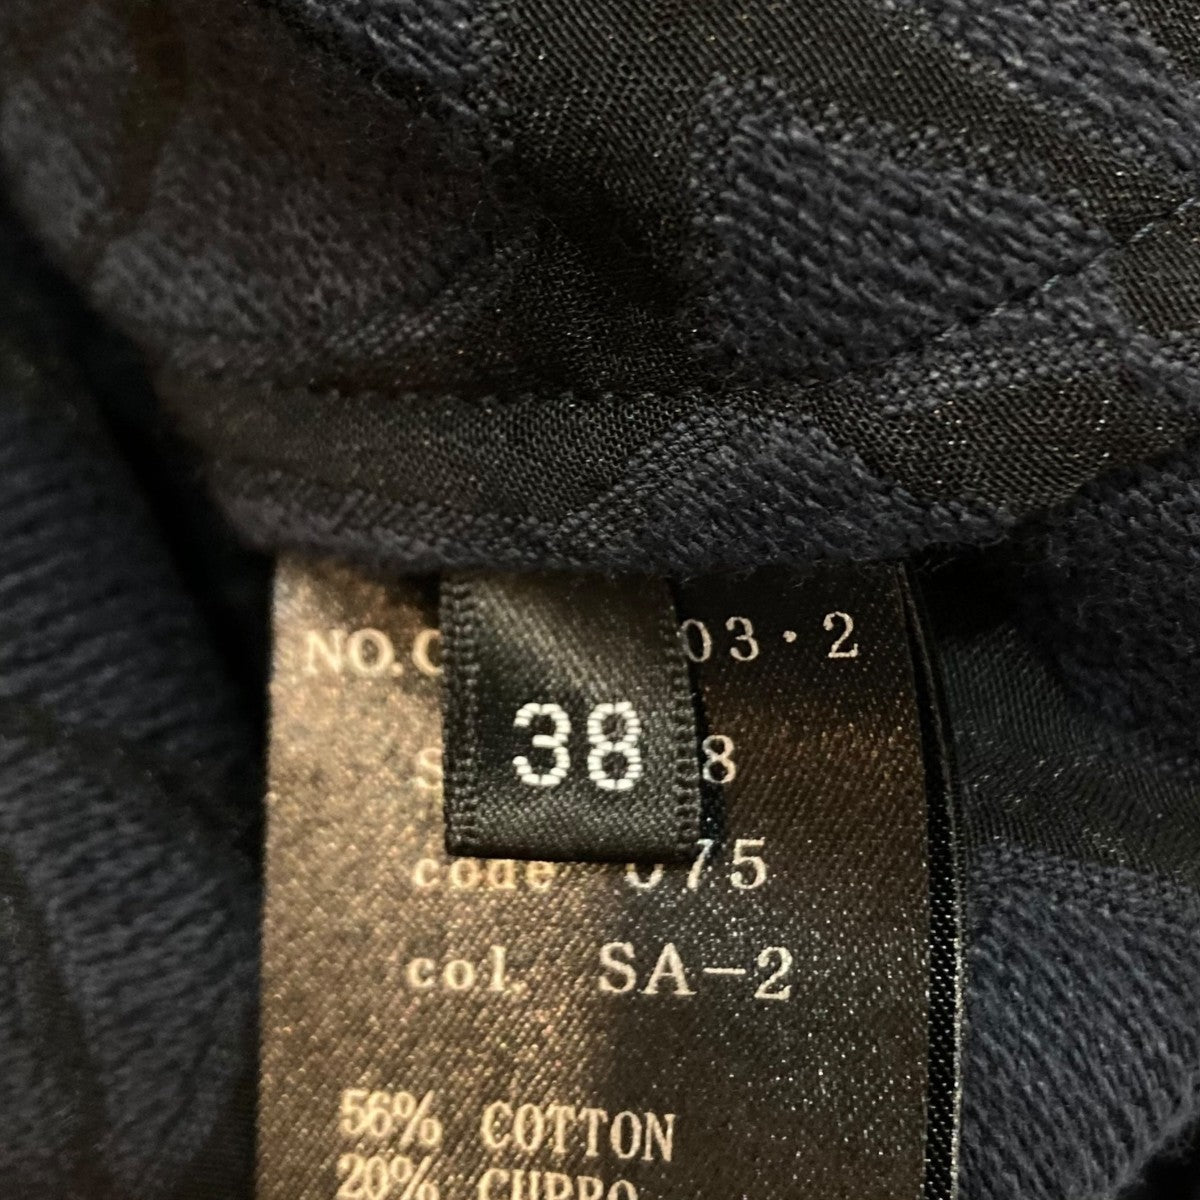 NO. 03・2
38
8
code 075
col. SA-2
56% COTTON
20% CUPRO